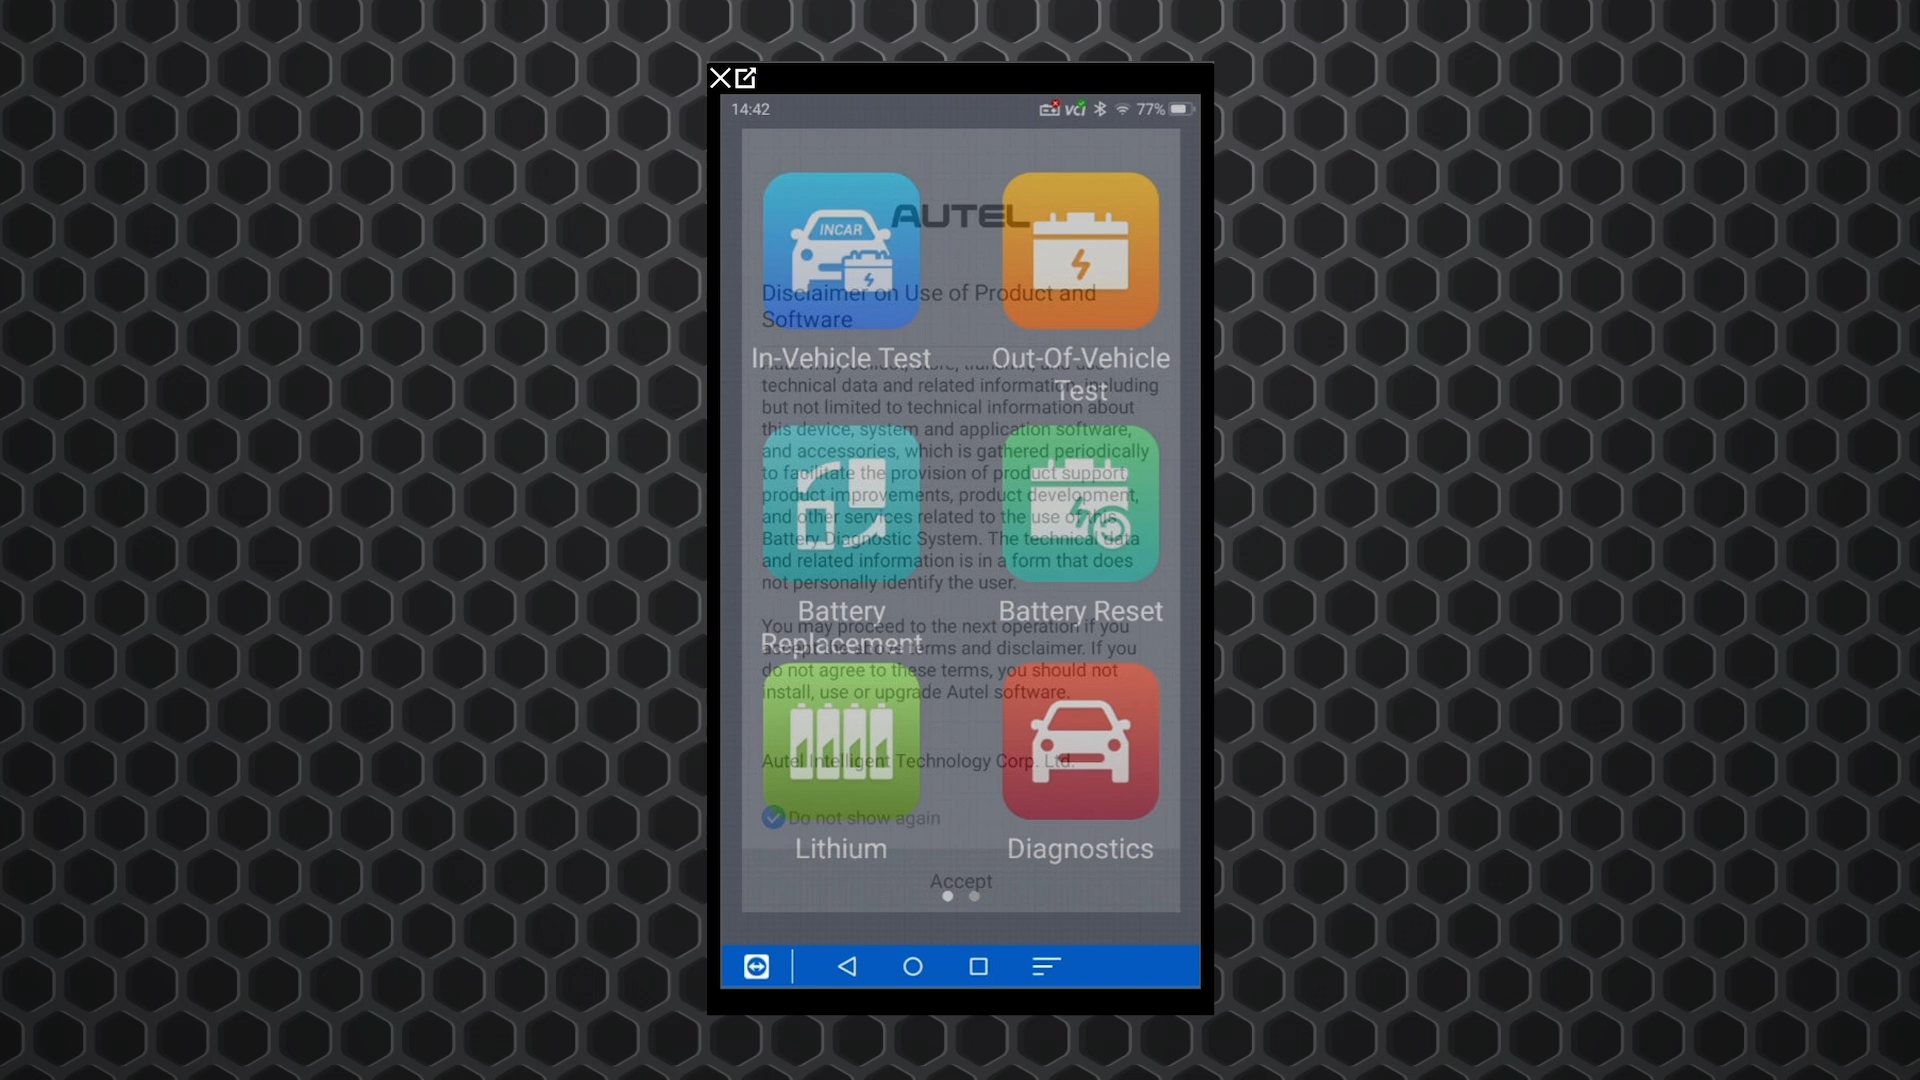 14:42
VCI
77%
INCAR
AUTEL
Disclaimer on Use of Product and
Software
In-Vehicle Test
Out-Of-Vehicle
Test
technical data and related information, including
but not limited to technical information about
this device, system and application software,
and accessories, which is gathered periodically
to facilitate the provision of product support,
product improvements, product development,
and other services related to the use of this
Battery Diagnostic System. The technical data
and related information is in a form that does
not personally identify the user.
Battery
Replacement
Battery Reset
You may proceed to the next operation if you
terms and disclaimer. If you
do not agree to these terms, you should not
install, use or upgrade Autel software.
Autel Intelligent Technology Corp. Ltd.
Do not show again
Lithium
Diagnostics
Accept